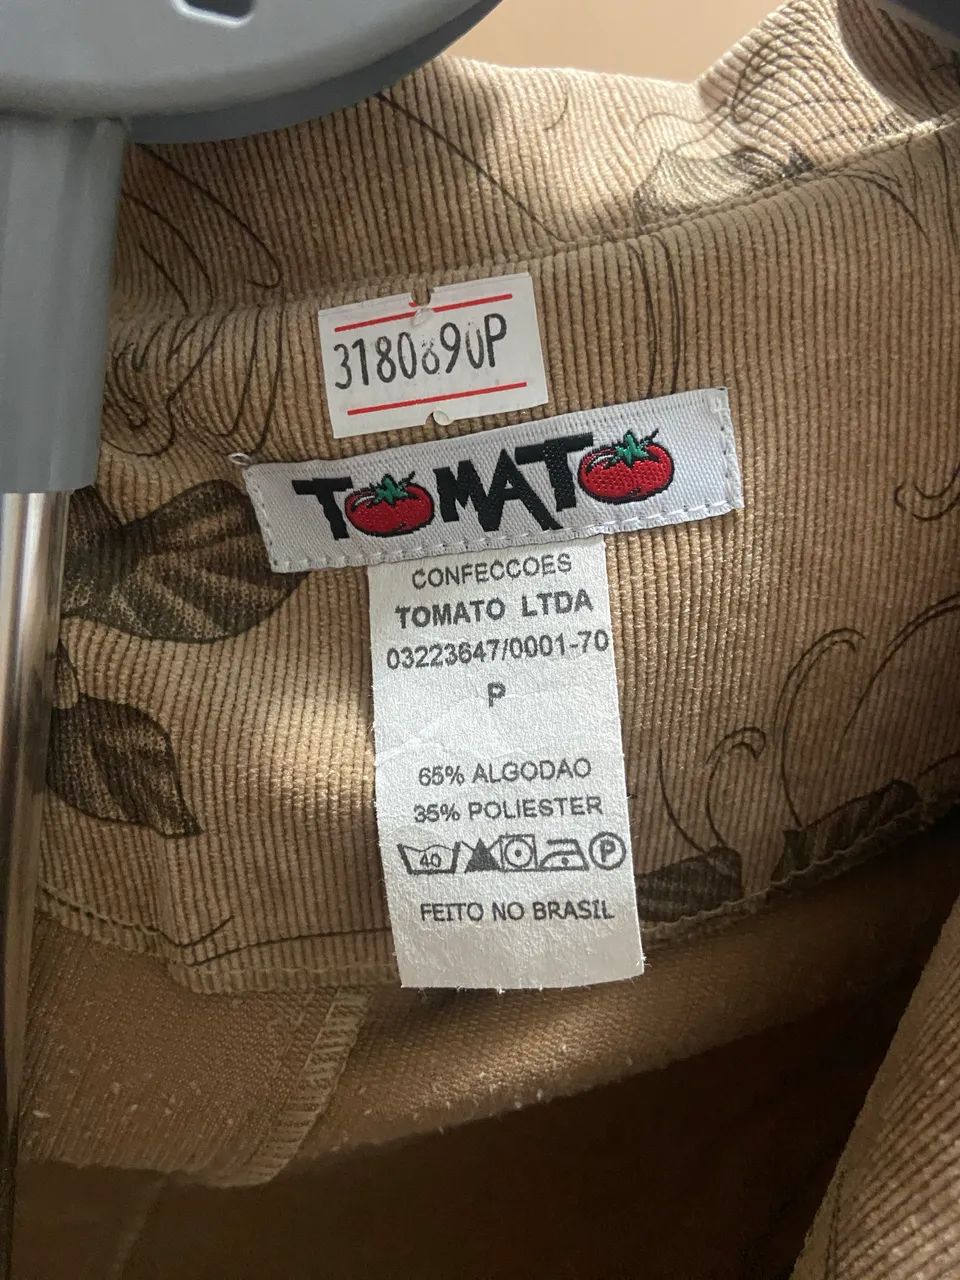 3180890P
TOMATO
CONFECCOES
TOMATO LTDA
03223647/0001-70
P
65% ALGODAO
35% POLIESTER
40 P
FEITO NO BRASIL